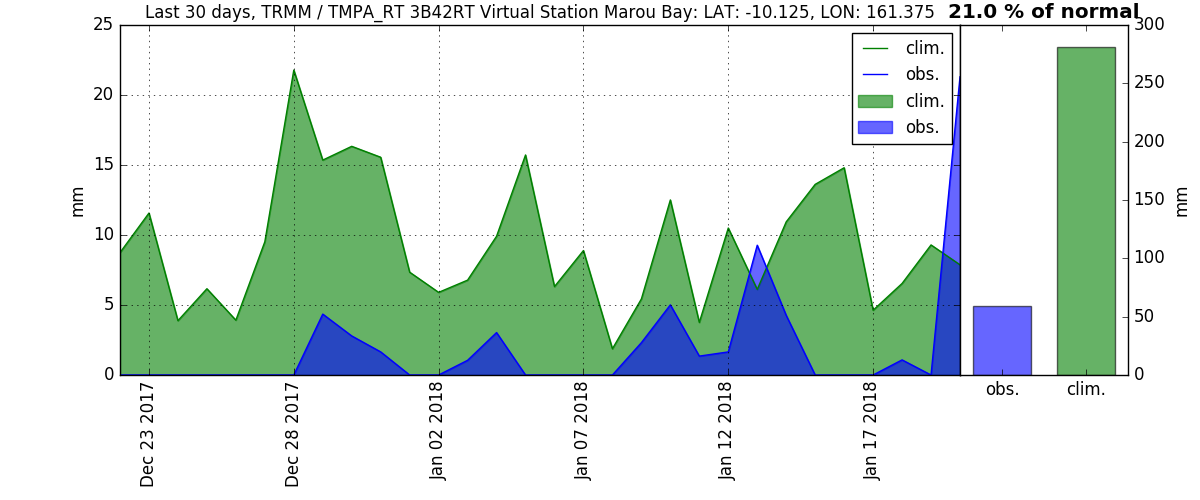 Last 30 days, TRMM / TMPA_RT 3B42RT Virtual Station Marou Bay: LAT: -10.125, LON: 161.375 21.0 % of normal
25
20
15
10
5
0
mm
clim.
obs.
clim.
obs.
Dec 23 2017
Dec 28 2017
Jan 02 2018
Jan 07 2018
Jan 12 2018
Jan 17 2018
300
250
200
150
100
50
0
mm
obs. clim.